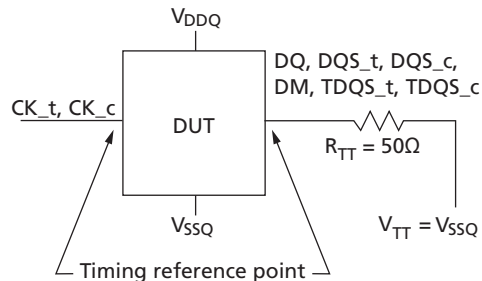 V_DDQ
DQ, DQS_t, DQS_c,
DM, TDQS_t, TDQS_c
CK_t, CK_c
DUT
R_TT = 50Ω
V_SSQ
V_TT = V_SSQ
Timing reference point